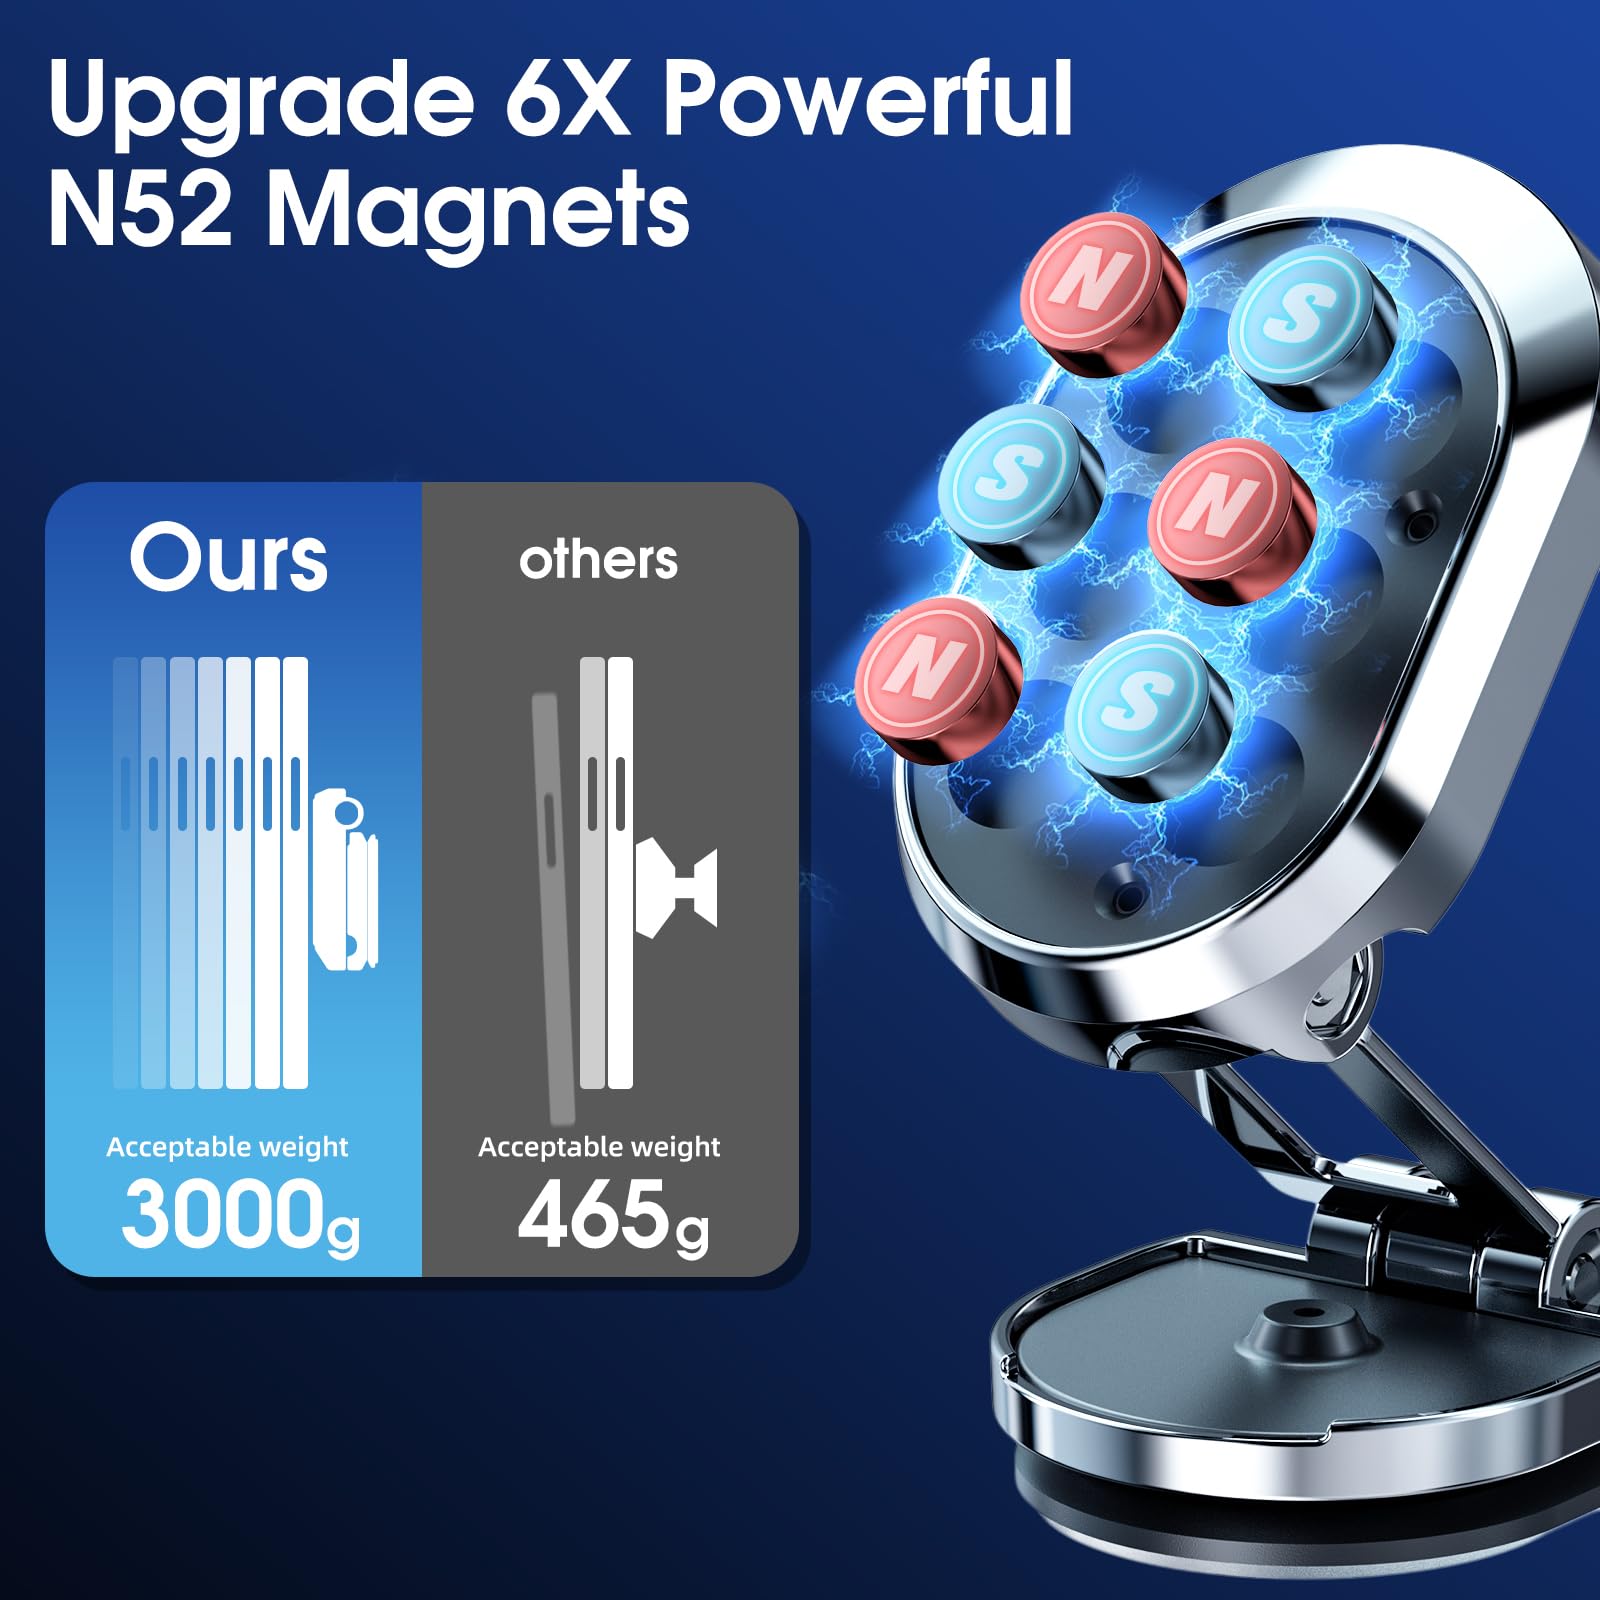 Upgrade 6X Powerful
N52 Magnets
Ours
others
Acceptable weight
3000g
Acceptable weight
465g
N
S
S
N
N
S